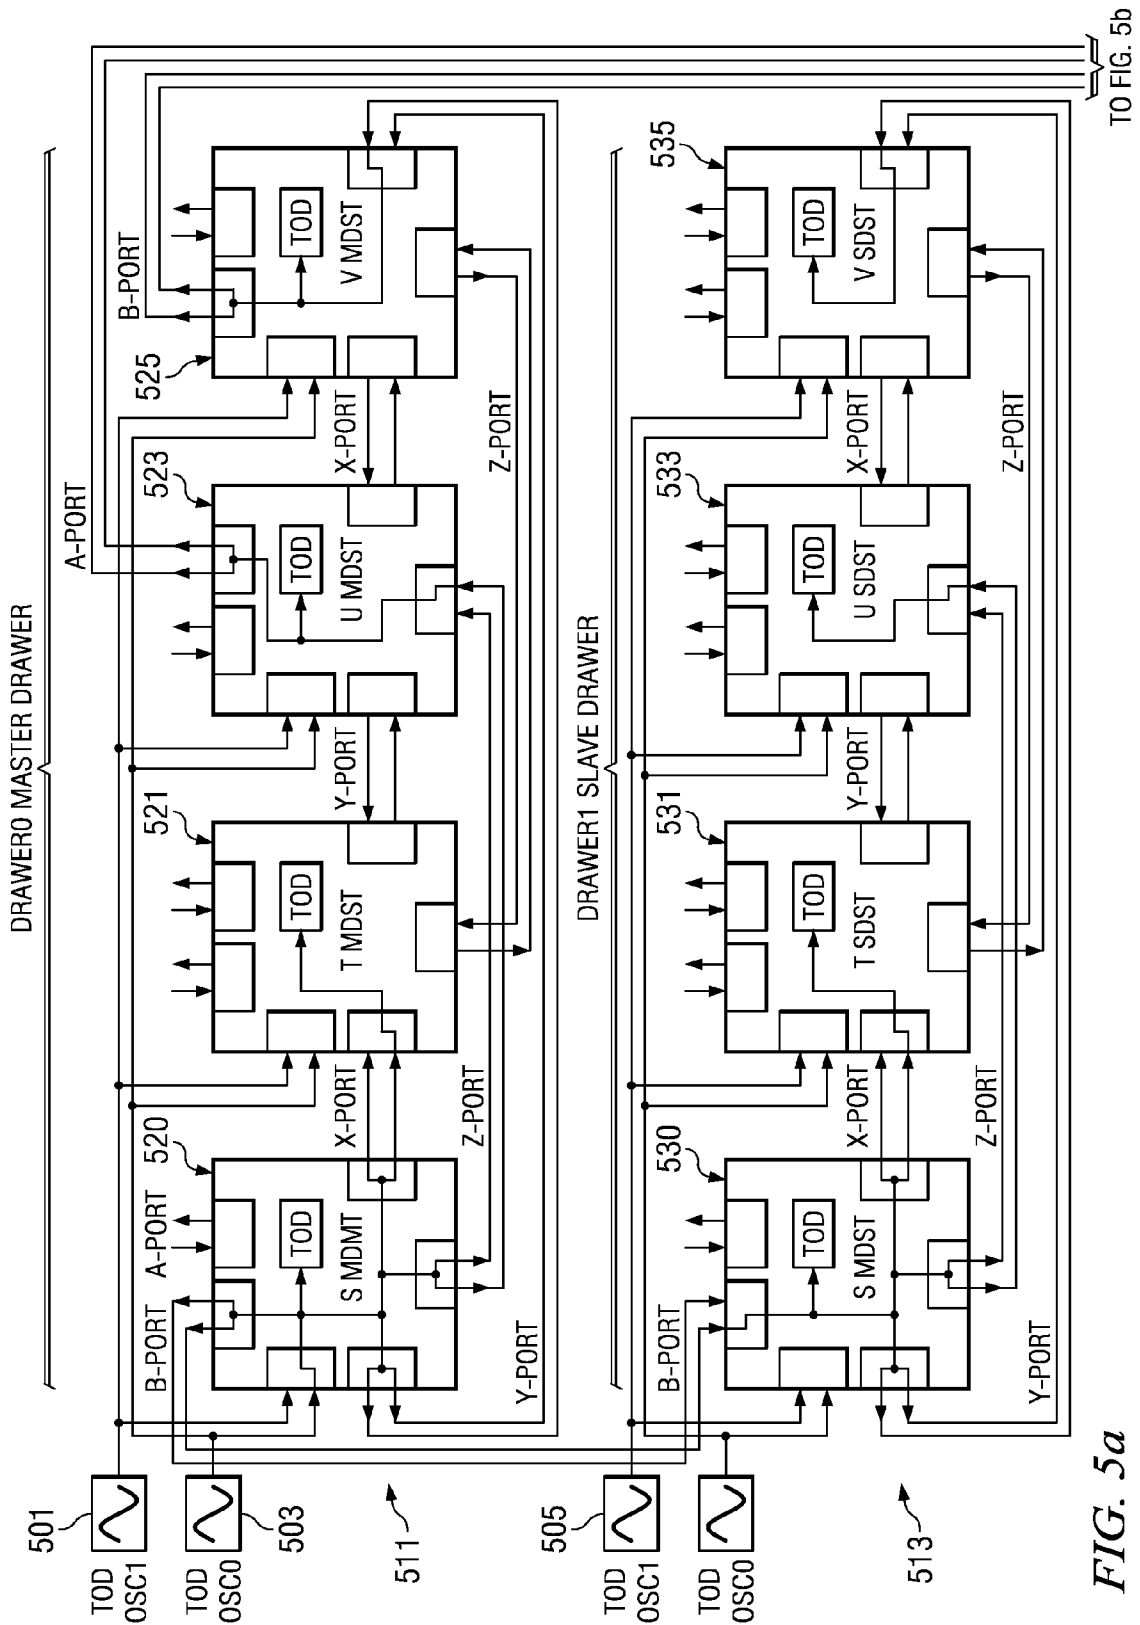 DRAWER0 MASTER DRAWER
TOD
OSC1
501
TOD
OSC0
503
511
B-PORT
A-PORT
520
TOD
S MDMT
X-PORT
Y-PORT
Z-PORT
521
TOD
T MDST
Y-PORT
A-PORT
523
TOD
U MDST
X-PORT
Z-PORT
B-PORT
525
TOD
V MDST
TO FIG. 5b
DRAWER1 SLAVE DRAWER
505
TOD
OSC1
TOD
OSC0
513
B-PORT
530
TOD
S MDST
X-PORT
Y-PORT
Z-PORT
531
TOD
T SDST
Y-PORT
533
TOD
U SDST
X-PORT
Z-PORT
535
TOD
V SDST
FIG. 5a